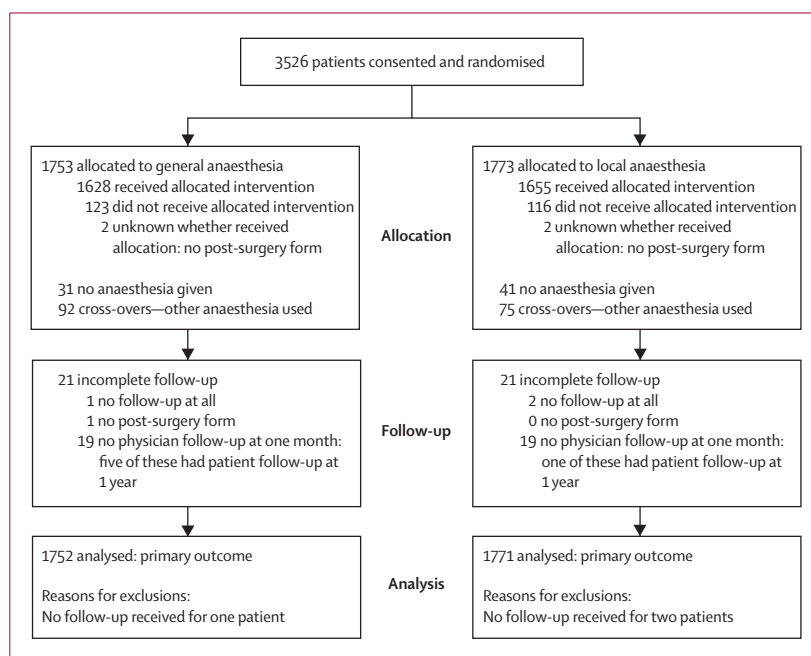 3526 patients consented and randomised
1753 allocated to general anaesthesia
1628 received allocated intervention
123 did not receive allocated intervention
2 unknown whether received
allocation: no post-surgery form
31 no anaesthesia given
92 cross-overs—other anaesthesia used
Allocation
1773 allocated to local anaesthesia
1655 received allocated intervention
116 did not receive allocated intervention
2 unknown whether received
allocation: no post-surgery form
41 no anaesthesia given
75 cross-overs—other anaesthesia used
21 incomplete follow-up
1 no follow-up at all
1 no post-surgery form
19 no physician follow-up at one month:
five of these had patient follow-up at
1 year
Follow-up
21 incomplete follow-up
2 no follow-up at all
0 no post-surgery form
19 no physician follow-up at one month:
one of these had patient follow-up at
1 year
1752 analysed: primary outcome
Reasons for exclusions:
No follow-up received for one patient
Analysis
1771 analysed: primary outcome
Reasons for exclusions:
No follow-up received for two patients